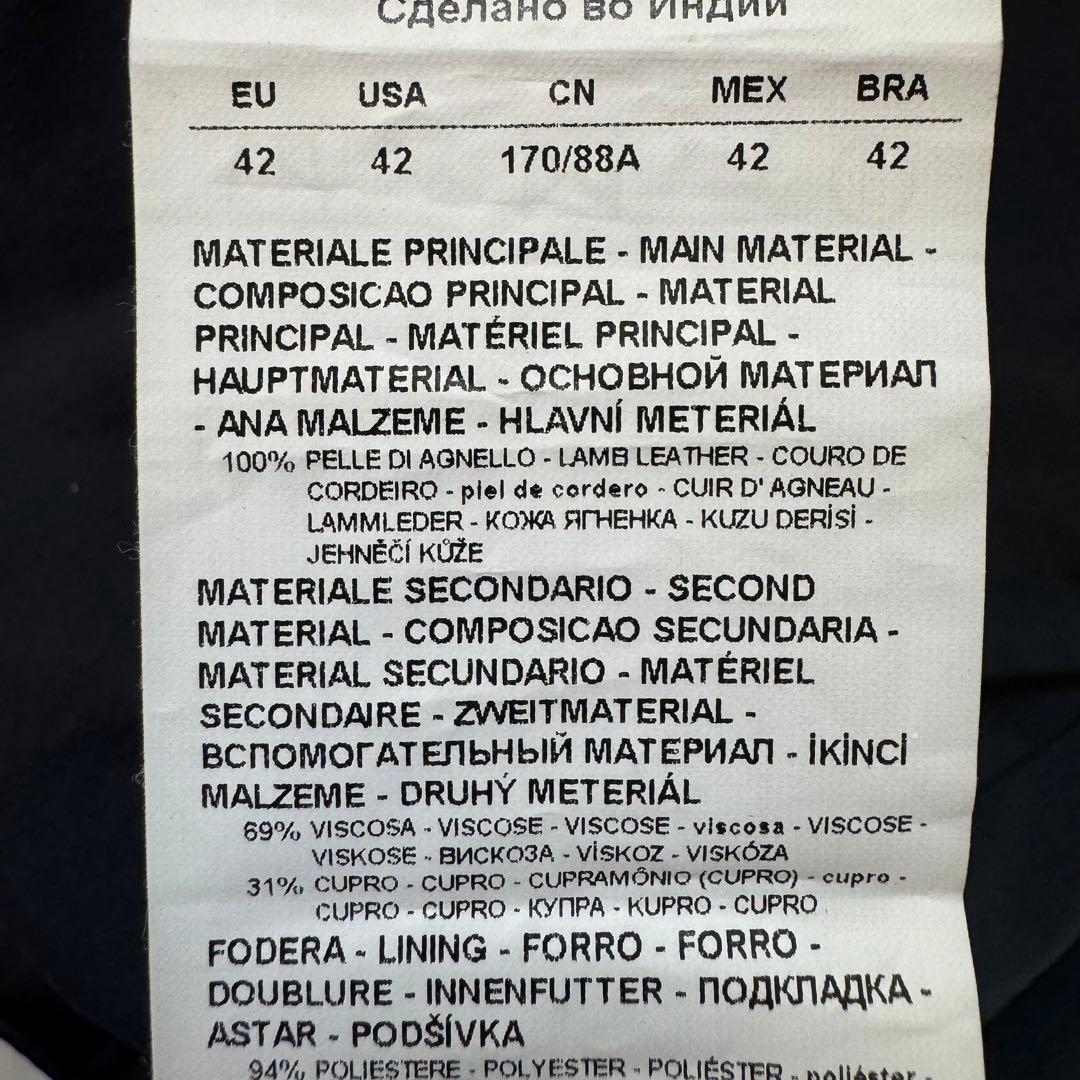 Сделано во Индии
EU USA CN MEX BRA
42 42 170/88A 42 42
MATERIALE PRINCIPALE - MAIN MATERIAL -
COMPOSICAO PRINCIPAL - MATERIAL
PRINCIPAL - MATÉRIEL PRINCIPAL -
HAUPTMATERIAL - ОСНОВНОЙ МАТЕРИАЛ
- ANA MALZEME - HLAVNÍ METERIÁL
100% PELLE DI AGNELLO - LAMB LEATHER - COURO DE
CORDEIRO - piel de cordero - CUIR D' AGNEAU -
LAMMLEDER - КОЖА ЯГНЕНКА - KUZU DERİSİ -
JEHNĚČÍ KŮŽE
MATERIALE SECONDARIO - SECOND
MATERIAL - COMPOSICAO SECUNDARIA -
MATERIAL SECUNDARIO - MATÉRIEL
SECONDAIRE - ZWEITMATERIAL -
ВСПОМОГАТЕЛЬНЫЙ МАТЕРИАЛ - İKİNCİ
MALZEME - DRUHÝ METERIÁL
69% VISCOSA - VISCOSE - VISCOSE - viscosa - VISCOSE -
VISKOSE - ВИСКОЗА - VİSKOZ - VISKÓZA
31% CUPRO - CUPRO - CUPRAMÔNIO (CUPRO) - cupro -
CUPRO - CUPRO - КУПРА - KUPRO - CUPRO
FODERA - LINING - FORRO - FORRO -
DOUBLURE - INNENFUTTER - ПОДКЛАДКА -
ASTAR - PODŠÍVKA
94% POLIESTERE - POLYESTER - POLIÉSTER - poliéster -